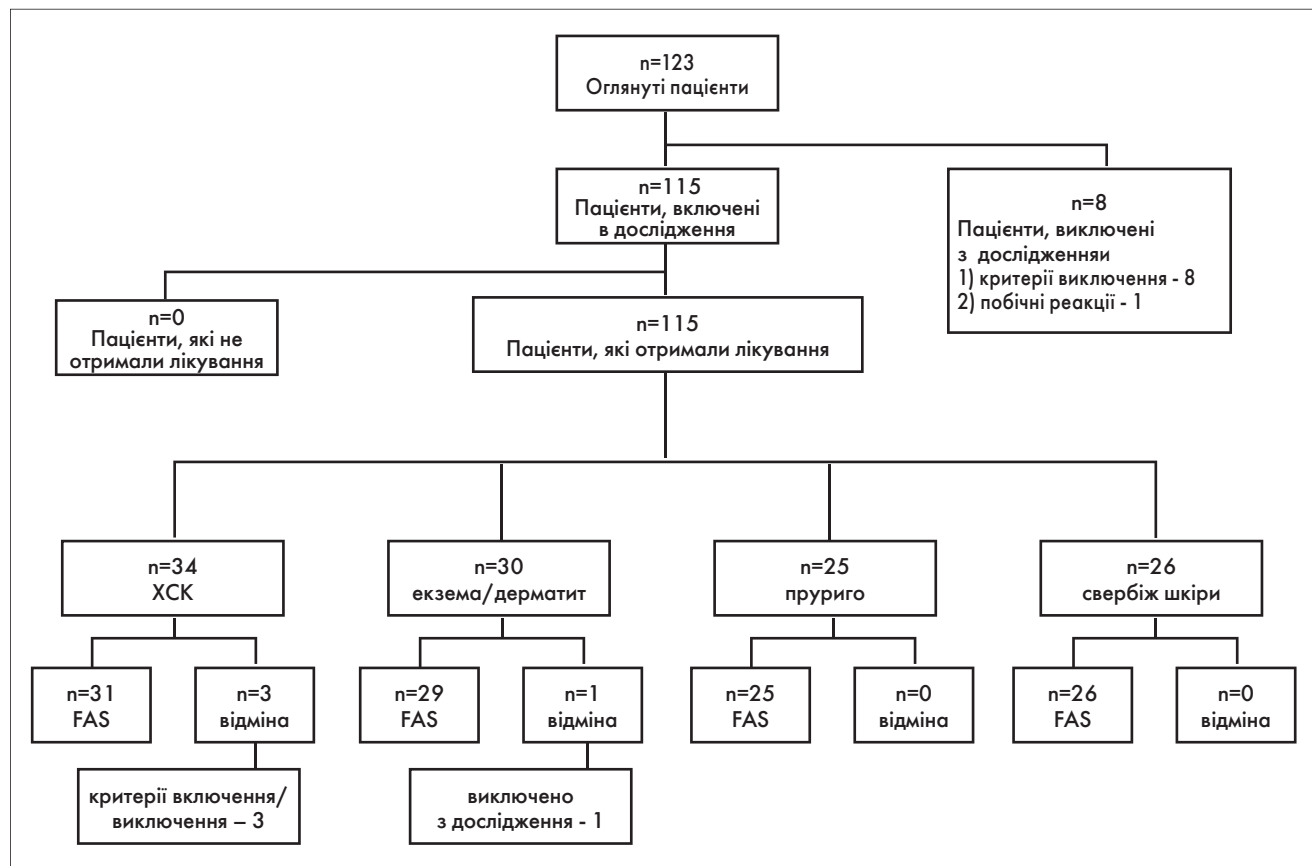 n=123
Оглянуті пацієнти
n=115
Пацієнти, включені
в дослідження
n=8
Пацієнти, виключені
з дослідженняи
1) критерії виключення - 8
2) побічні реакції - 1
n=0
Пацієнти, які не
отримали лікування
n=115
Пацієнти, які отримали лікування
n=34
ХСК
n=30
екзема/дерматит
n=25
пруриго
n=26
свербіж шкіри
n=31
FAS
n=3
відміна
n=29
FAS
n=1
відміна
n=25
FAS
n=0
відміна
n=26
FAS
n=0
відміна
критерії включення/
виключення – 3
виключено
з дослідження - 1